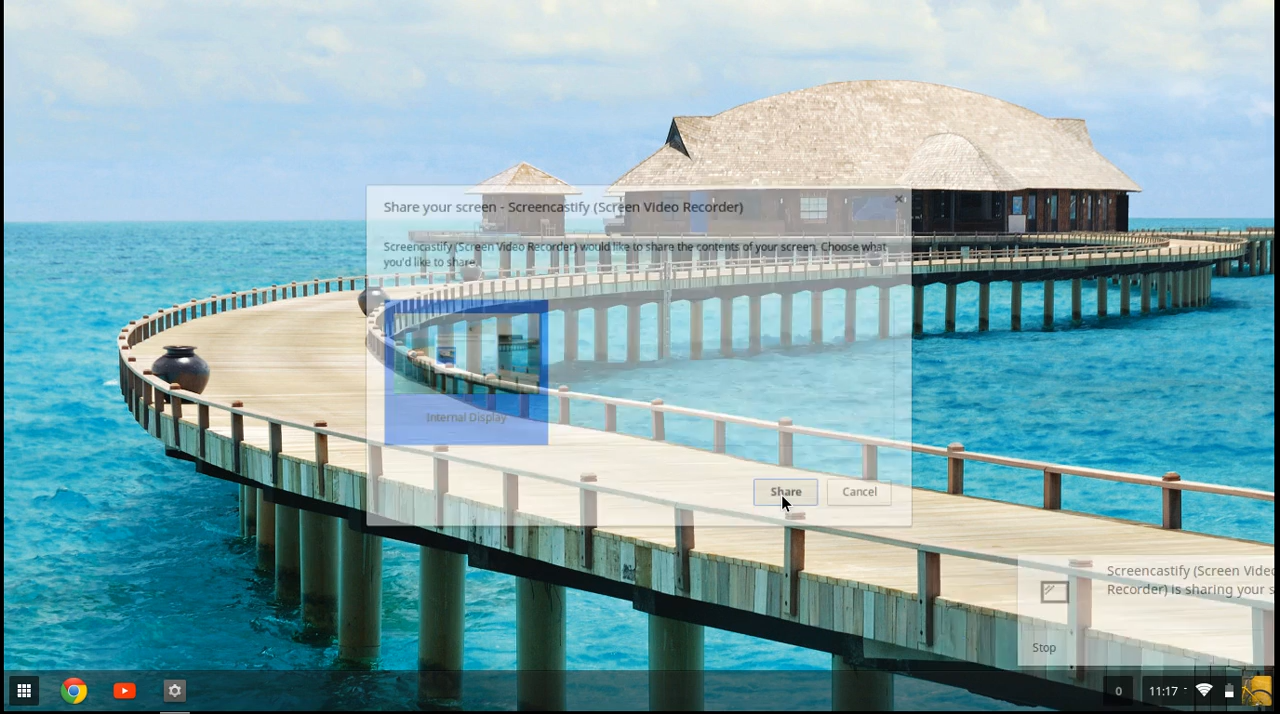 Share your screen - Screencastify (Screen Video Recorder)
Screencastify (Screen Video Recorder) would like to share the contents of your screen. Choose what
you'd like to share.
Internal Display
Share
Cancel
Screencastify (Screen Video
Recorder) is sharing your s
Stop
0
11:17